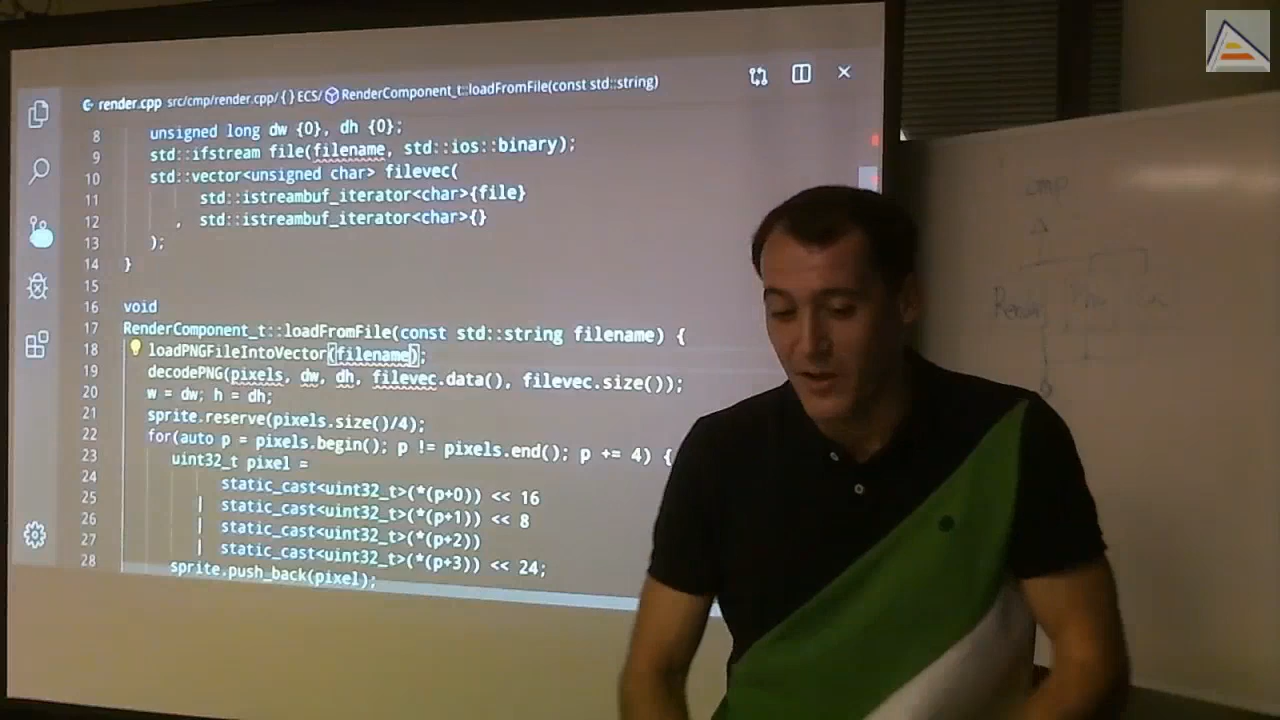 render.cpp src/cmp/render.cpp/{ } ECS/ RenderComponent_t::loadFromFile(const std::string)
8 unsigned long dw {0}, dh {0};
9 std::ifstream file(filename, std::ios::binary);
10 std::vector<unsigned char> filevec(
11 std::istreambuf_iterator<char>{file}
12 , std::istreambuf_iterator<char>{}
13 );
14 }
15
16 void
17 RenderComponent_t::loadFromFile(const std::string filename) {
18 loadPNGFileIntoVector(filename);
19 decodePNG(pixels, dw, dh, filevec.data(), filevec.size());
20 w = dw; h = dh;
21 sprite.reserve(pixels.size()/4);
22 for(auto p = pixels.begin(); p != pixels.end(); p += 4) {
23 uint32_t pixel =
24 static_cast<uint32_t>(*(p+0)) << 16
25 | static_cast<uint32_t>(*(p+1)) << 8
26 | static_cast<uint32_t>(*(p+2))
27 | static_cast<uint32_t>(*(p+3)) << 24;
28 sprite.push_back(pixel);
cmp
Render